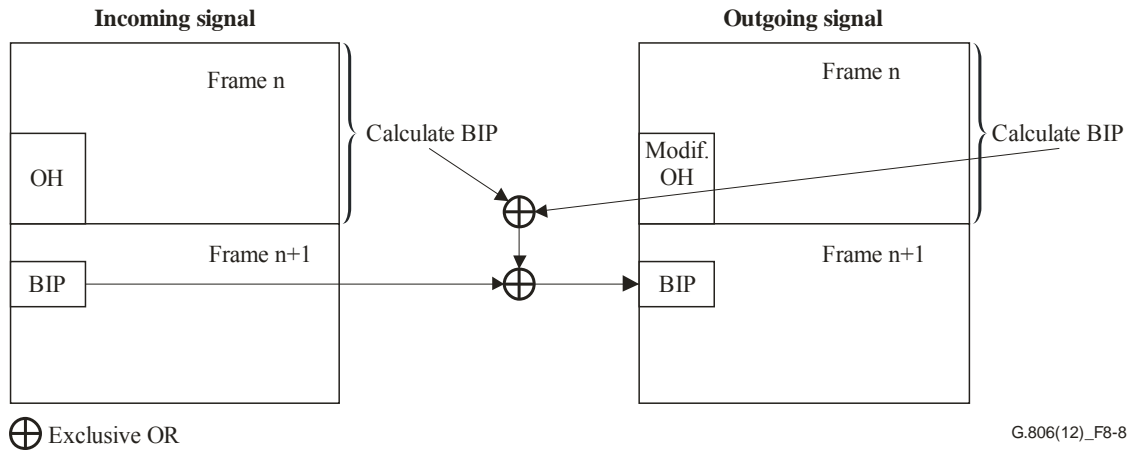 Incoming signal
Outgoing signal
Frame n
Frame n
Calculate BIP
Calculate BIP
OH
Modif.
OH
Frame n+1
Frame n+1
BIP
BIP
Exclusive OR
G.806(12)_F8-8